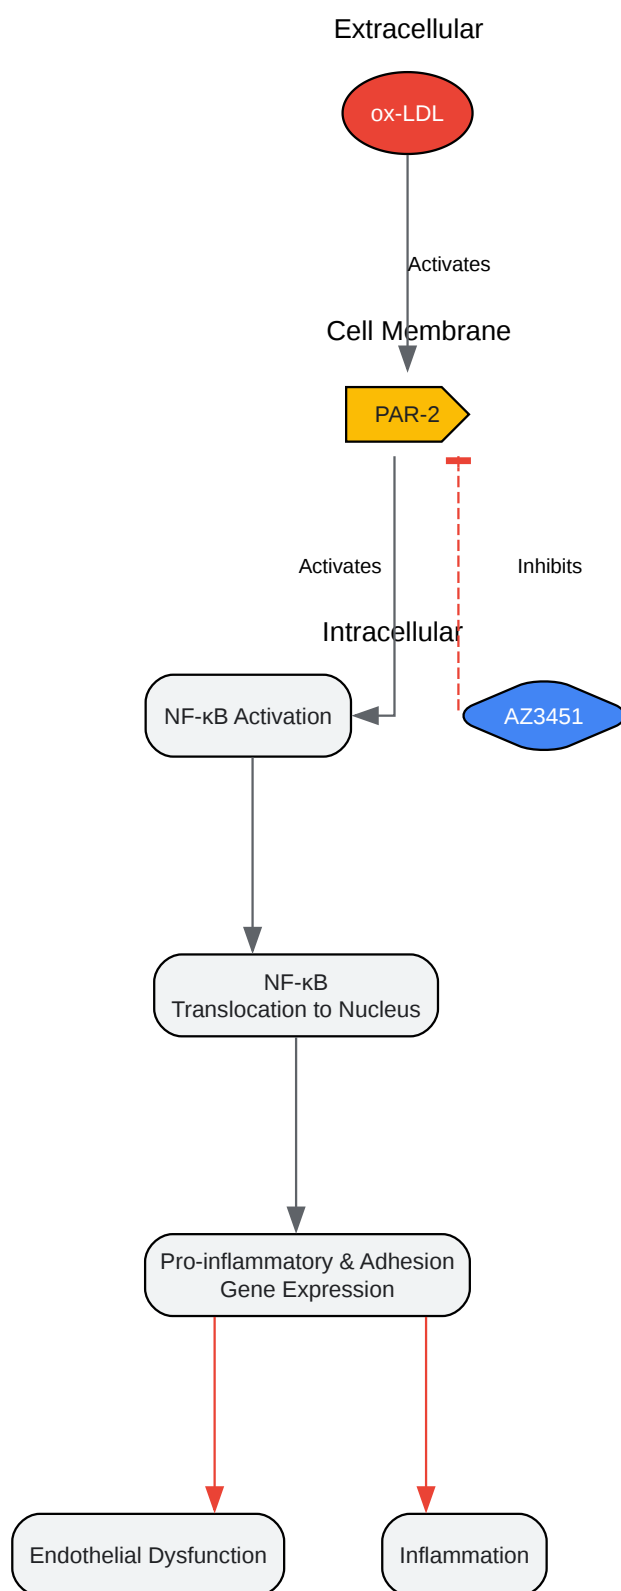 Extracellular
ox-LDL
Activates
Cell Membrane
PAR-2
Activates
Inhibits
Intracellular
NF-κB Activation
AZ3451
NF-κB
Translocation to Nucleus
Pro-inflammatory & Adhesion
Gene Expression
Endothelial Dysfunction
Inflammation